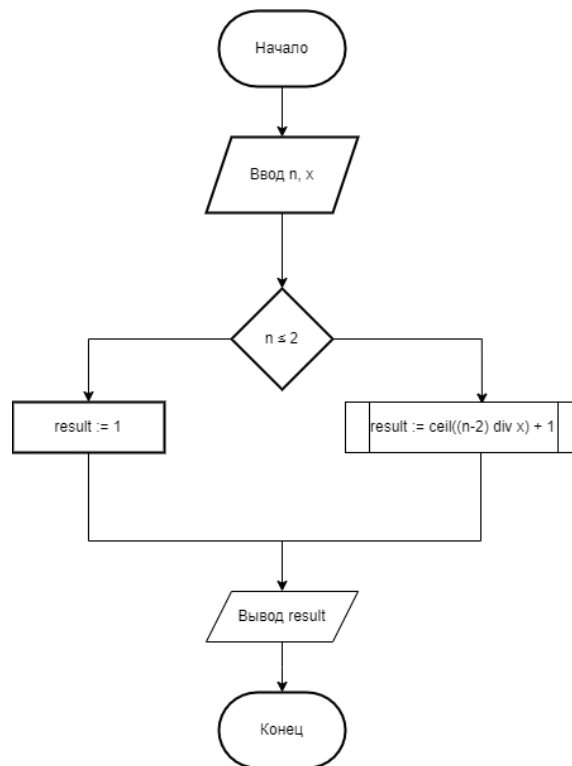 Начало
Ввод n, x
n ≤ 2
result := 1
result := ceil((n-2) div x) + 1
Вывод result
Конец